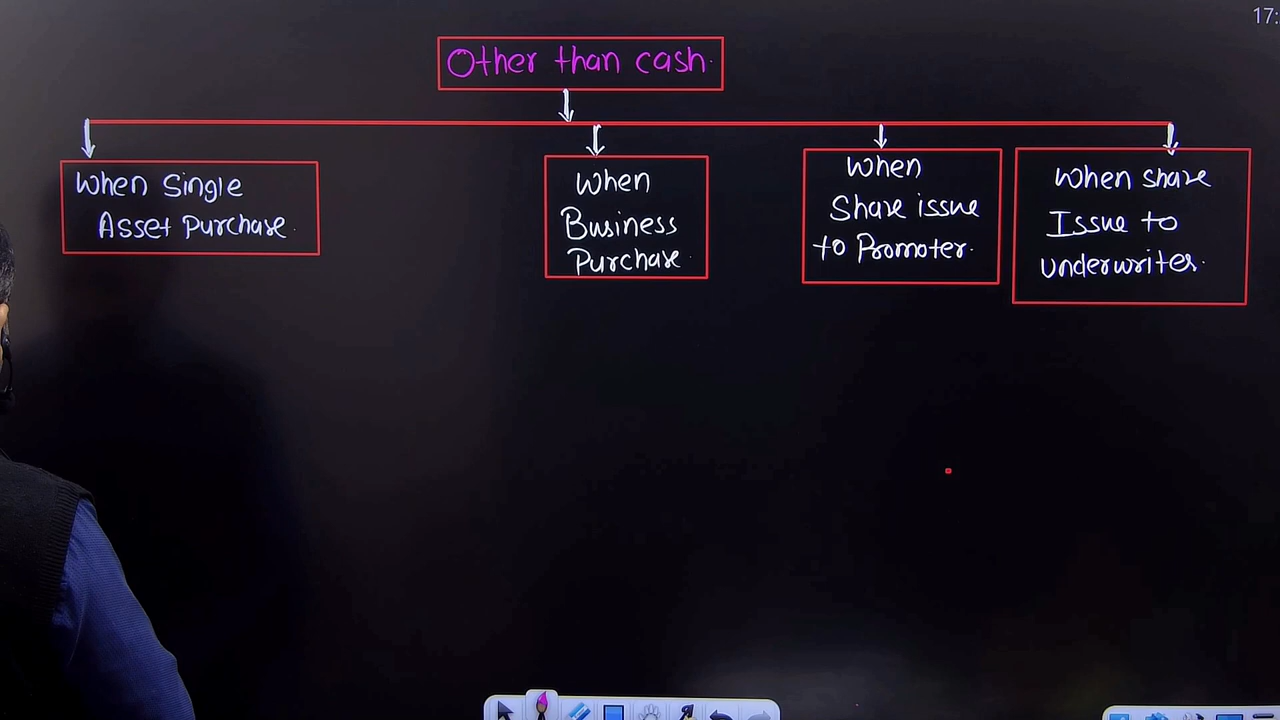 17:
Other than cash.
When Single
Asset Purchase.
When
Business
Purchase.
When
Share issue
to Promoter.
When share
Issue to
underwriter.